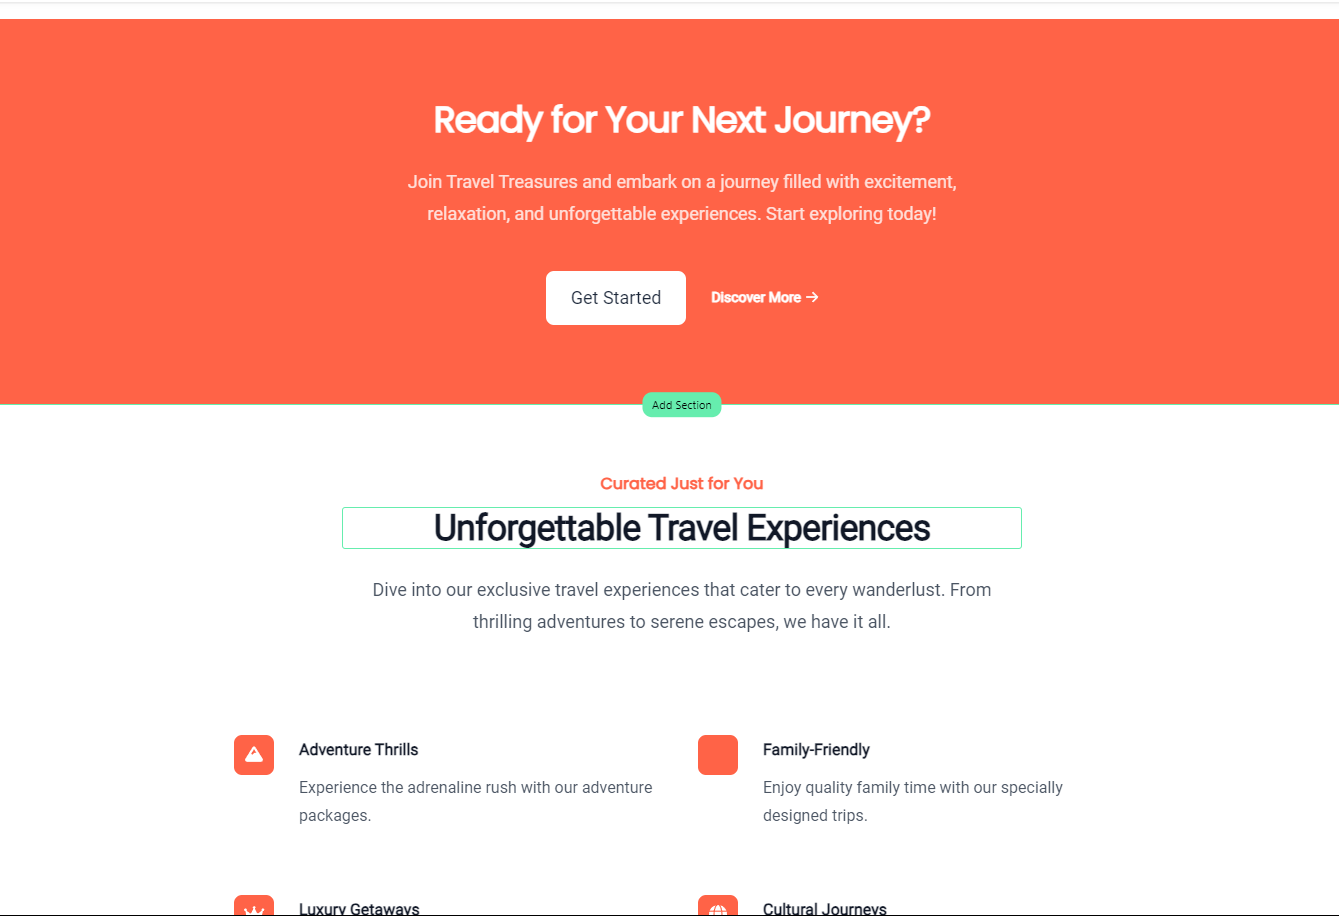 Ready for Your Next Journey?
Join Travel Treasures and embark on a journey filled with excitement,
relaxation, and unforgettable experiences. Start exploring today!
Get Started
Discover More →
Add Section
Curated Just for You
Unforgettable Travel Experiences
Dive into our exclusive travel experiences that cater to every wanderlust. From
thrilling adventures to serene escapes, we have it all.
Adventure Thrills
Experience the adrenaline rush with our adventure
packages.
Family-Friendly
Enjoy quality family time with our specially
designed trips.
Luxury Getaways
Cultural Journeys